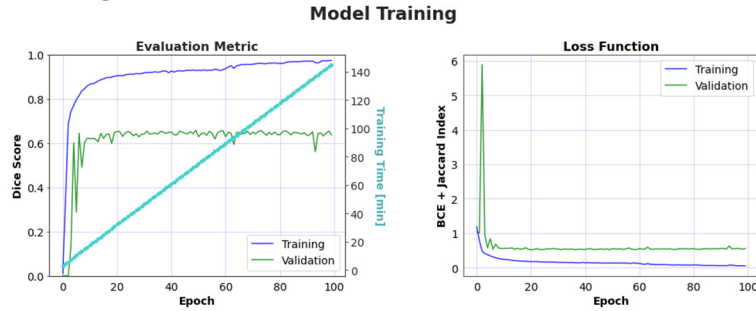 Model Training
Evaluation Metric
1.0
0.8
0.6
0.4
0.2
0.0
Dice Score
140
120
100
80
60
40
20
0
Training Time [min]
Training
Validation
0 20 40 60 80 100
Epoch
Loss Function
6
5
4
3
2
1
0
BCE + Jaccard Index
Training
Validation
0 20 40 60 80 100
Epoch